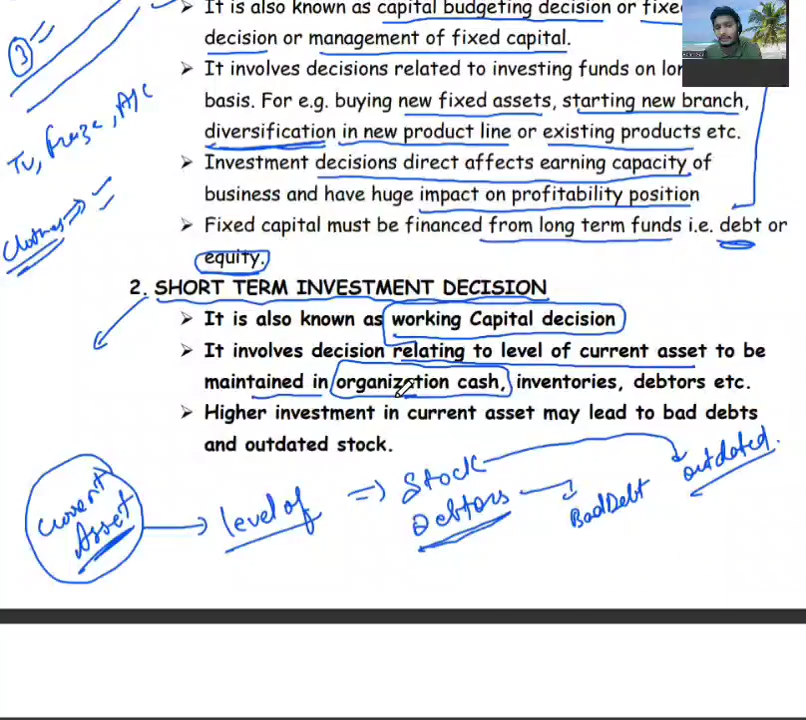 ➤ It is also known as capital budgeting decision or fixe
decision or management of fixed capital.
➤ It involves decisions related to investing funds on lon
basis. For e.g. buying new fixed assets, starting new branch,
diversification in new product line or existing products etc.
➤ Investment decisions direct affects earning capacity of
business and have huge impact on profitability position
➤ Fixed capital must be financed from long term funds i.e. debt or
equity.
3 =
Tv, Freeze, A/c
Clothes =>
2. SHORT TERM INVESTMENT DECISION
➤ It is also known as working Capital decision
➤ It involves decision relating to level of current asset to be
maintained in organization cash, inventories, debtors etc.
➤ Higher investment in current asset may lead to bad debts
and outdated stock.
Current Asset → level of => Stock outdated.
Debtors → BadDebt